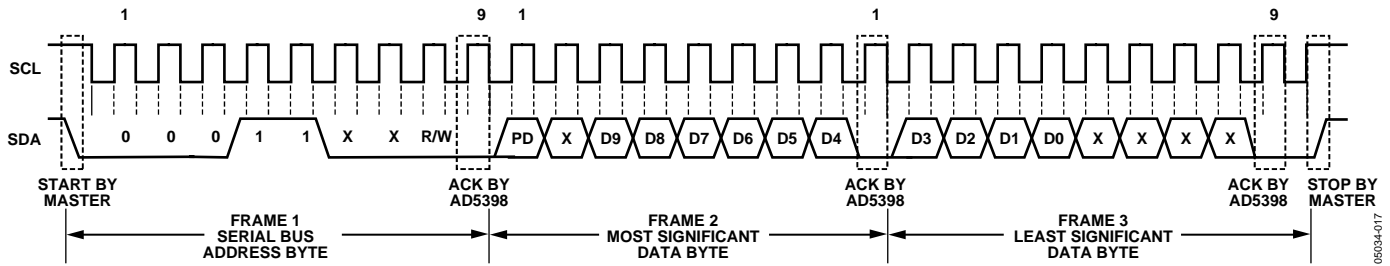 1 9 1 1 9
SCL
SDA 0 0 0 1 1 X X R/W PD X D9 D8 D7 D6 D5 D4 D3 D2 D1 D0 X X X X
START BY
MASTER
ACK BY
AD5398
ACK BY
AD5398
ACK BY
AD5398
STOP BY
MASTER
FRAME 1
SERIAL BUS
ADDRESS BYTE
FRAME 2
MOST SIGNIFICANT
DATA BYTE
FRAME 3
LEAST SIGNIFICANT
DATA BYTE
05034-017